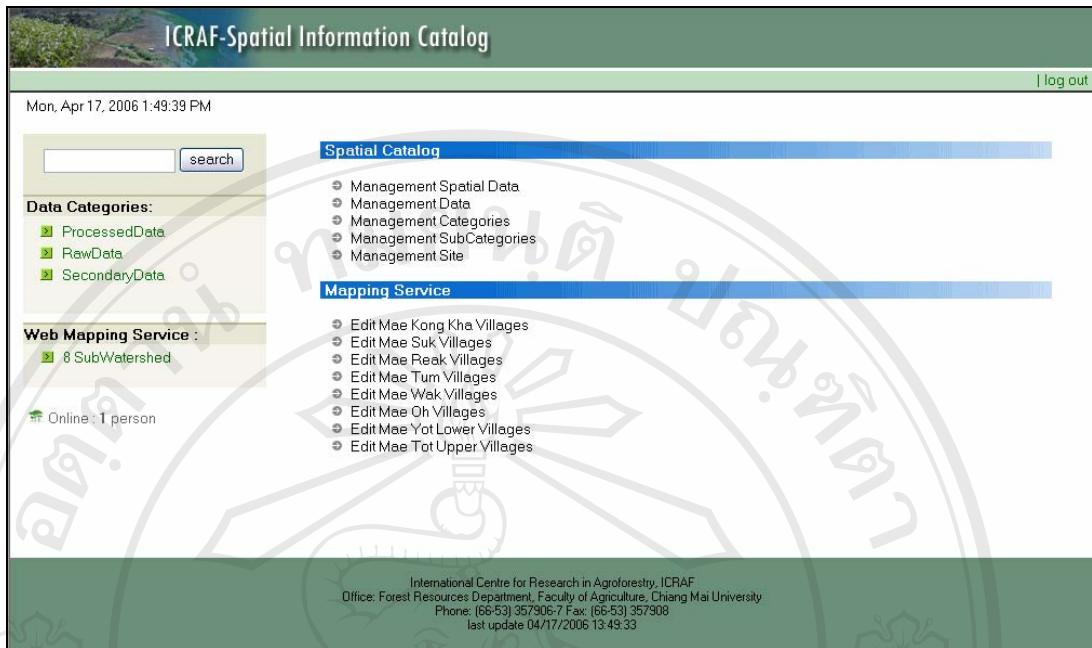 ICRAF-Spatial Information Catalog
| log out
Mon, Apr 17, 2006 1:49:39 PM
search
Data Categories:
ProcessedData
RawData
SecondaryData
Web Mapping Service :
8 SubWatershed
Online : 1 person
Spatial Catalog
Management Spatial Data
Management Data
Management Categories
Management SubCategories
Management Site
Mapping Service
Edit Mae Kong Kha Villages
Edit Mae Suk Villages
Edit Mae Reak Villages
Edit Mae Tum Villages
Edit Mae Wak Villages
Edit Mae Oh Villages
Edit Mae Yot Lower Villages
Edit Mae Tot Upper Villages
International Centre for Research in Agroforestry, ICRAF
Office: Forest Resources Department, Faculty of Agriculture, Chiang Mai University
Phone: (66-53) 357906-7 Fax: (66-53) 357908
last update 04/17/2006 13:49:33